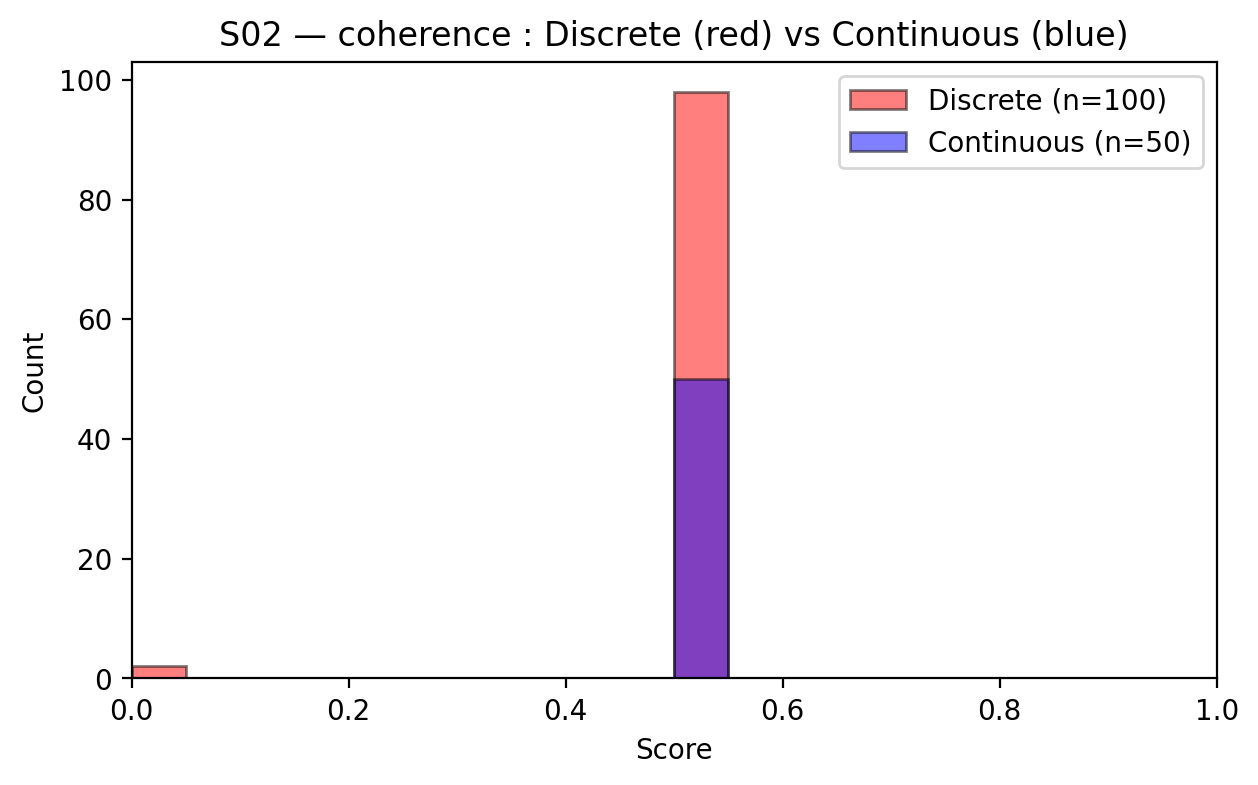 S02 — coherence : Discrete (red) vs Continuous (blue)
Discrete (n=100)
Continuous (n=50)
Count
100
80
60
40
20
0
0.0 0.2 0.4 0.6 0.8 1.0
Score